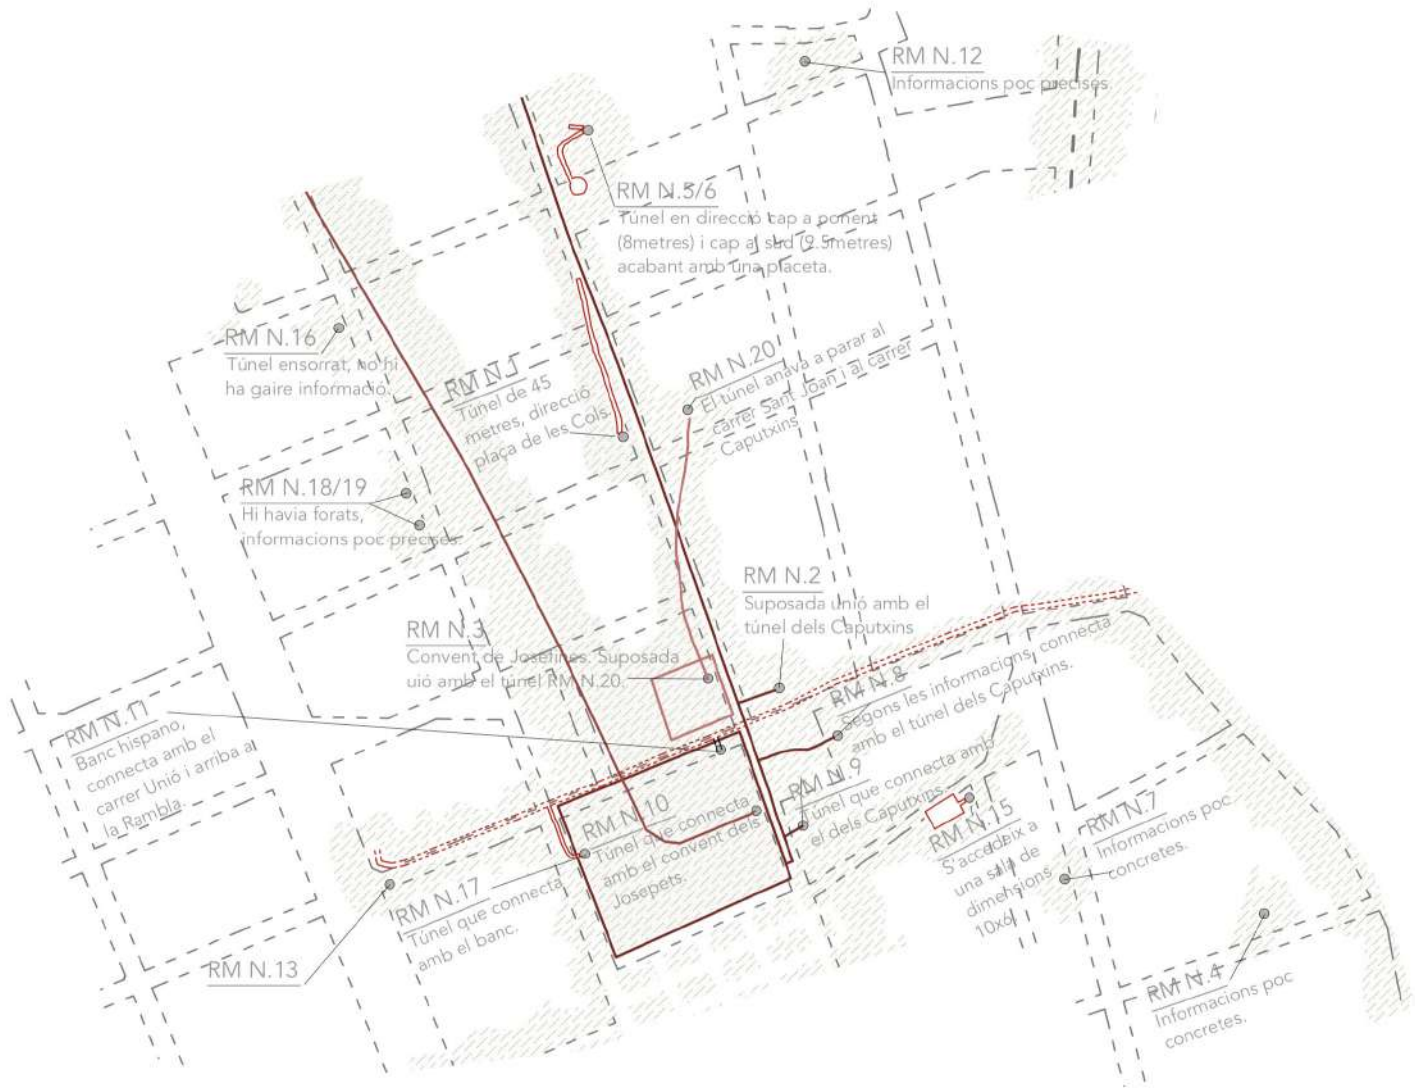 RM N.12
Informacions poc precises.
RM N.5/6
Túnel en direcció cap a ponent
(8metres) i cap al sud (9.5metres)
acabant amb una placeta.
RM N.16
Túnel ensorrat, no hi
ha gaire informació.
RM N.1
Túnel de 45
metres, direcció
plaça de les Cols.
RM N.20
El túnel anava a parar al
carrer Sant Joan i al carrer
Caputxins
RM N.18/19
Hi havia forats,
informacions poc precises.
RM N.2
Suposada unió amb el
túnel dels Caputxins
RM N.3
Convent de Josefines. Suposada
uió amb el túnel RM N.20.
RM N.11
Banc hispano,
connecta amb el
carrer Unió i arriba a
la Rambla.
RM N.8
Segons les informacions, connecta
amb el túnel dels Caputxins.
RM N.9
Túnel que connecta amb
el dels Caputxins.
RM N.10
Túnel que connecta
amb el convent dels
Josepets.
RM N.15
S'accedeix a
una sala de
dimensions
10x6.
RM N.7
Informacions poc
concretes.
RM N.17
Túnel que connecta
amb el banc.
RM N.13
RM N.4
Informacions poc
concretes.